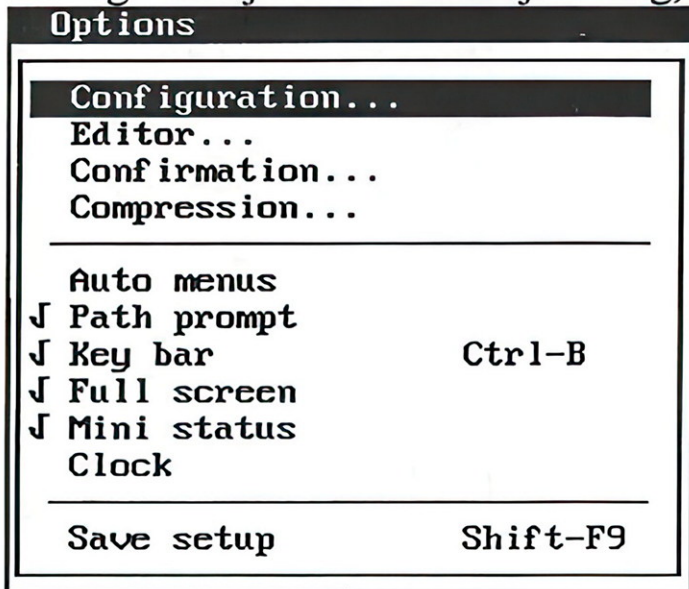 Options
Configuration...
Editor...
Confirmation...
Compression...
Auto menus
√ Path prompt
√ Key bar Ctrl-B
√ Full screen
√ Mini status
Clock
Save setup Shift-F9